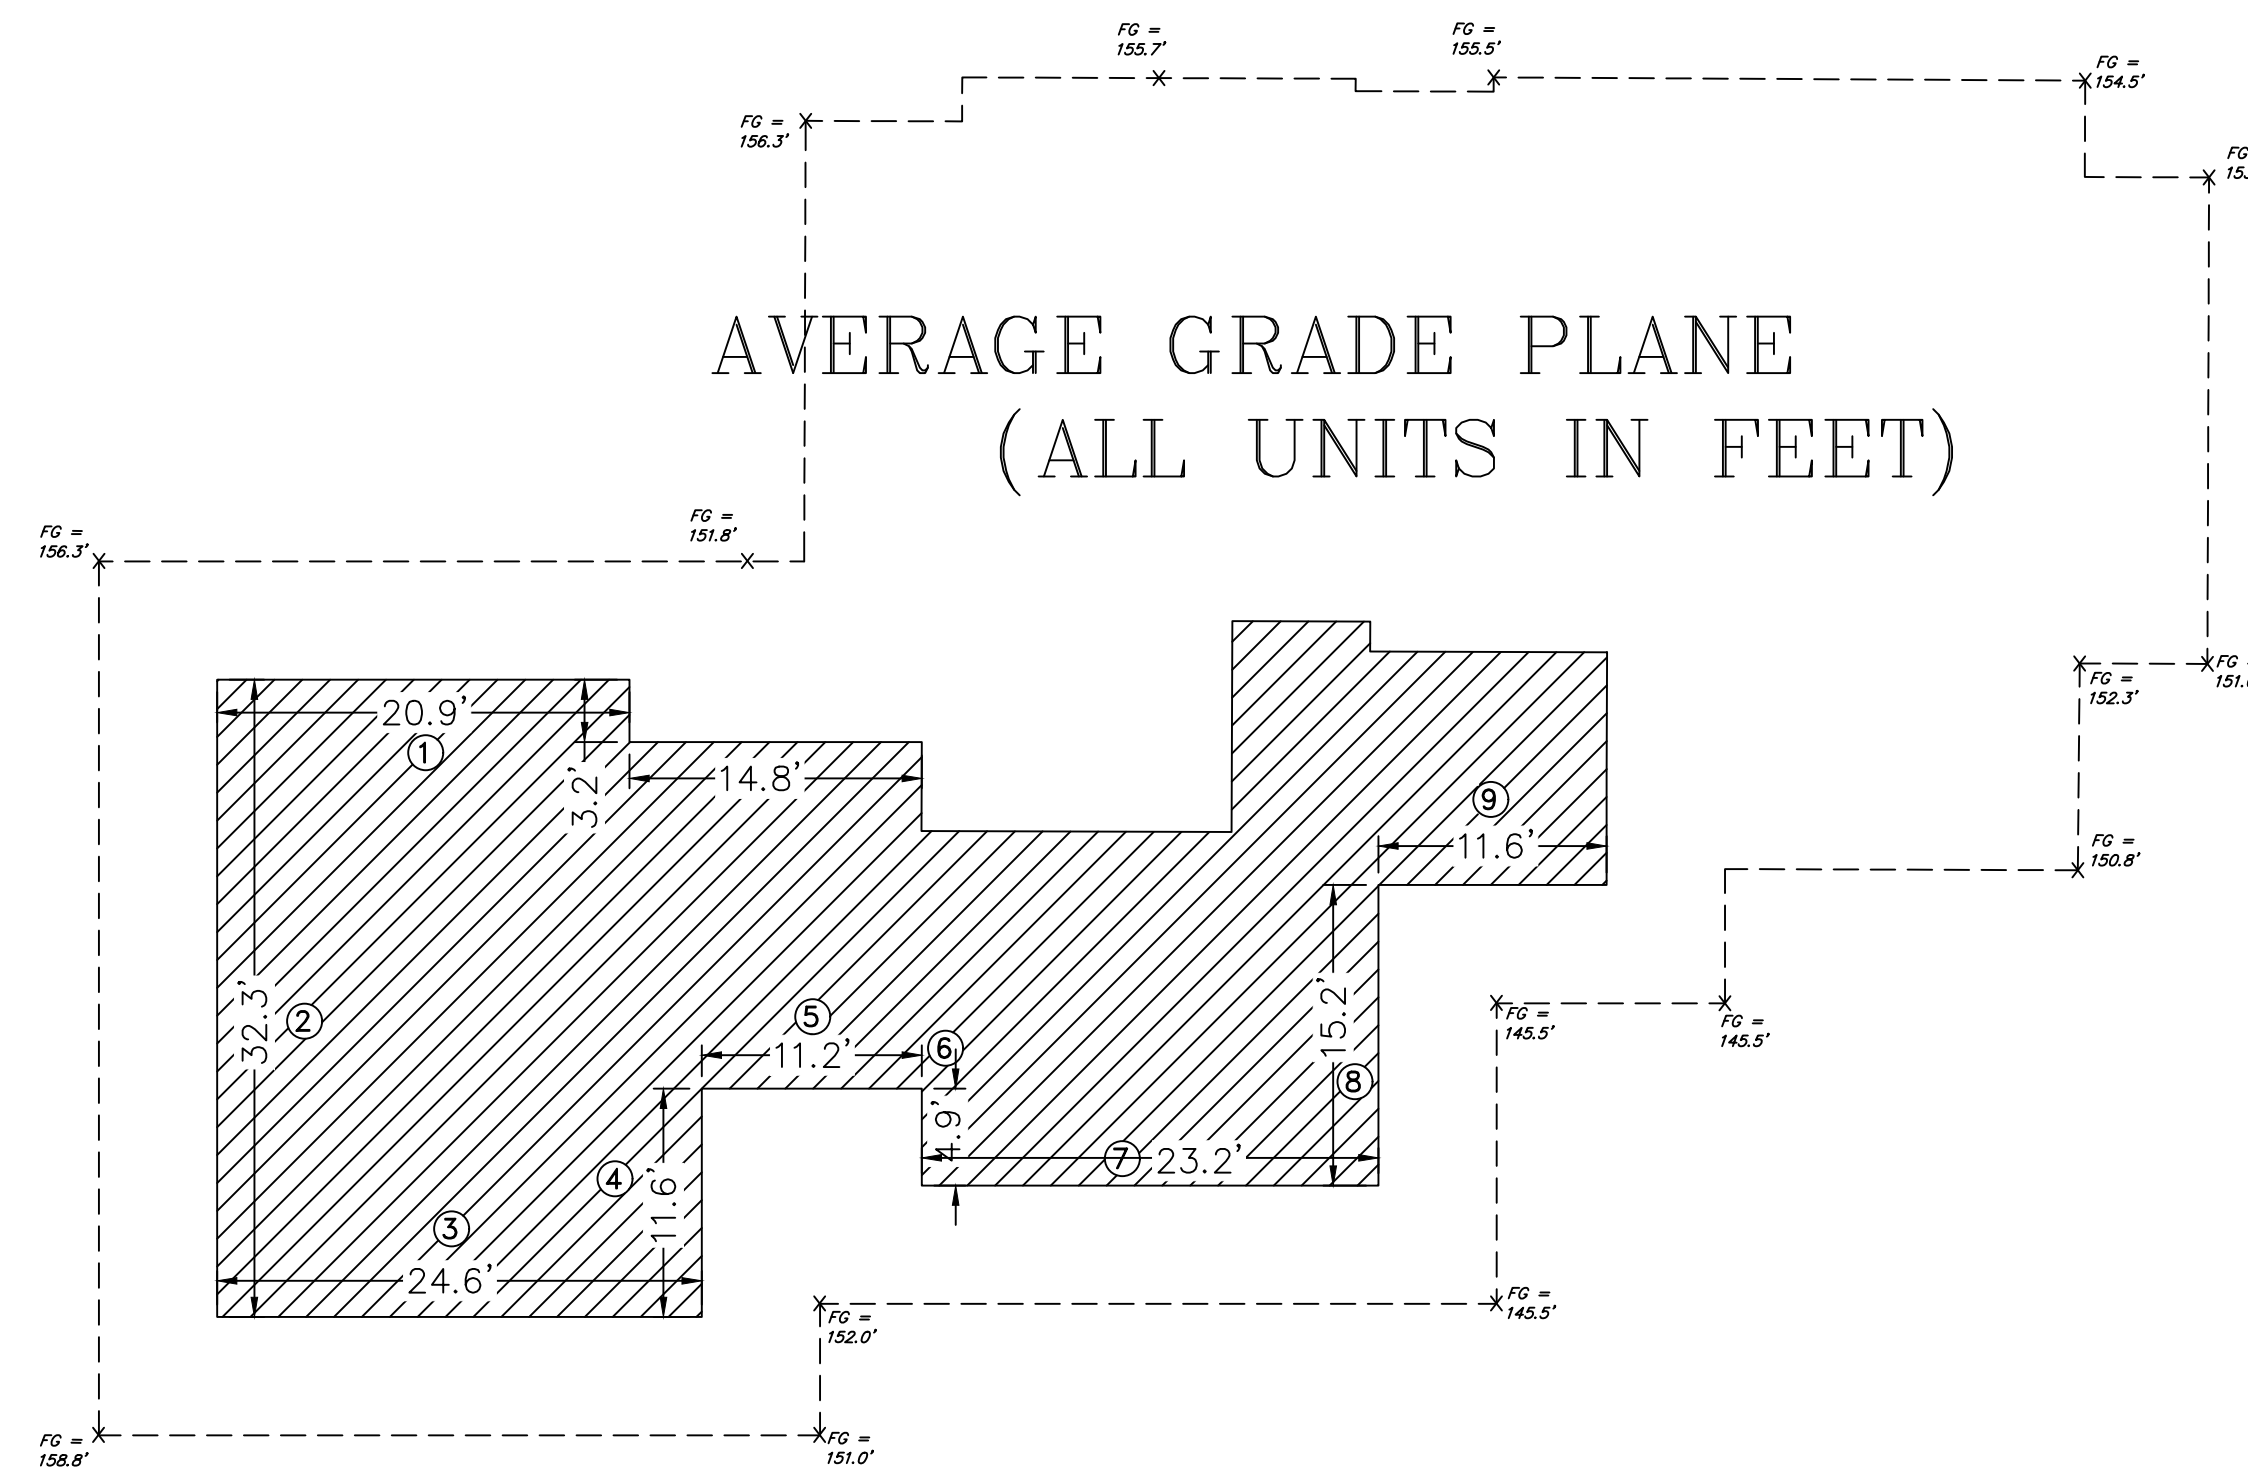 FG =
155.7'
FG =
155.5'
FG =
154.5'
FG =
156.3'
FG
AVERAGE GRADE PLANE
(ALL UNITS IN FEET)
FG =
151.8'
FG =
156.3'
FG
FG =
152.3'
20.9'
1
3.2'
14.8'
9
11.6'
FG =
150.8'
2
32.3'
5
11.2'
6
4.9'
15.2'
8
FG =
145.5'
FG =
145.5'
7
23.2'
4
11.6'
3
24.6'
FG =
145.5'
FG =
152.0'
FG =
158.8'
FG =
151.0'